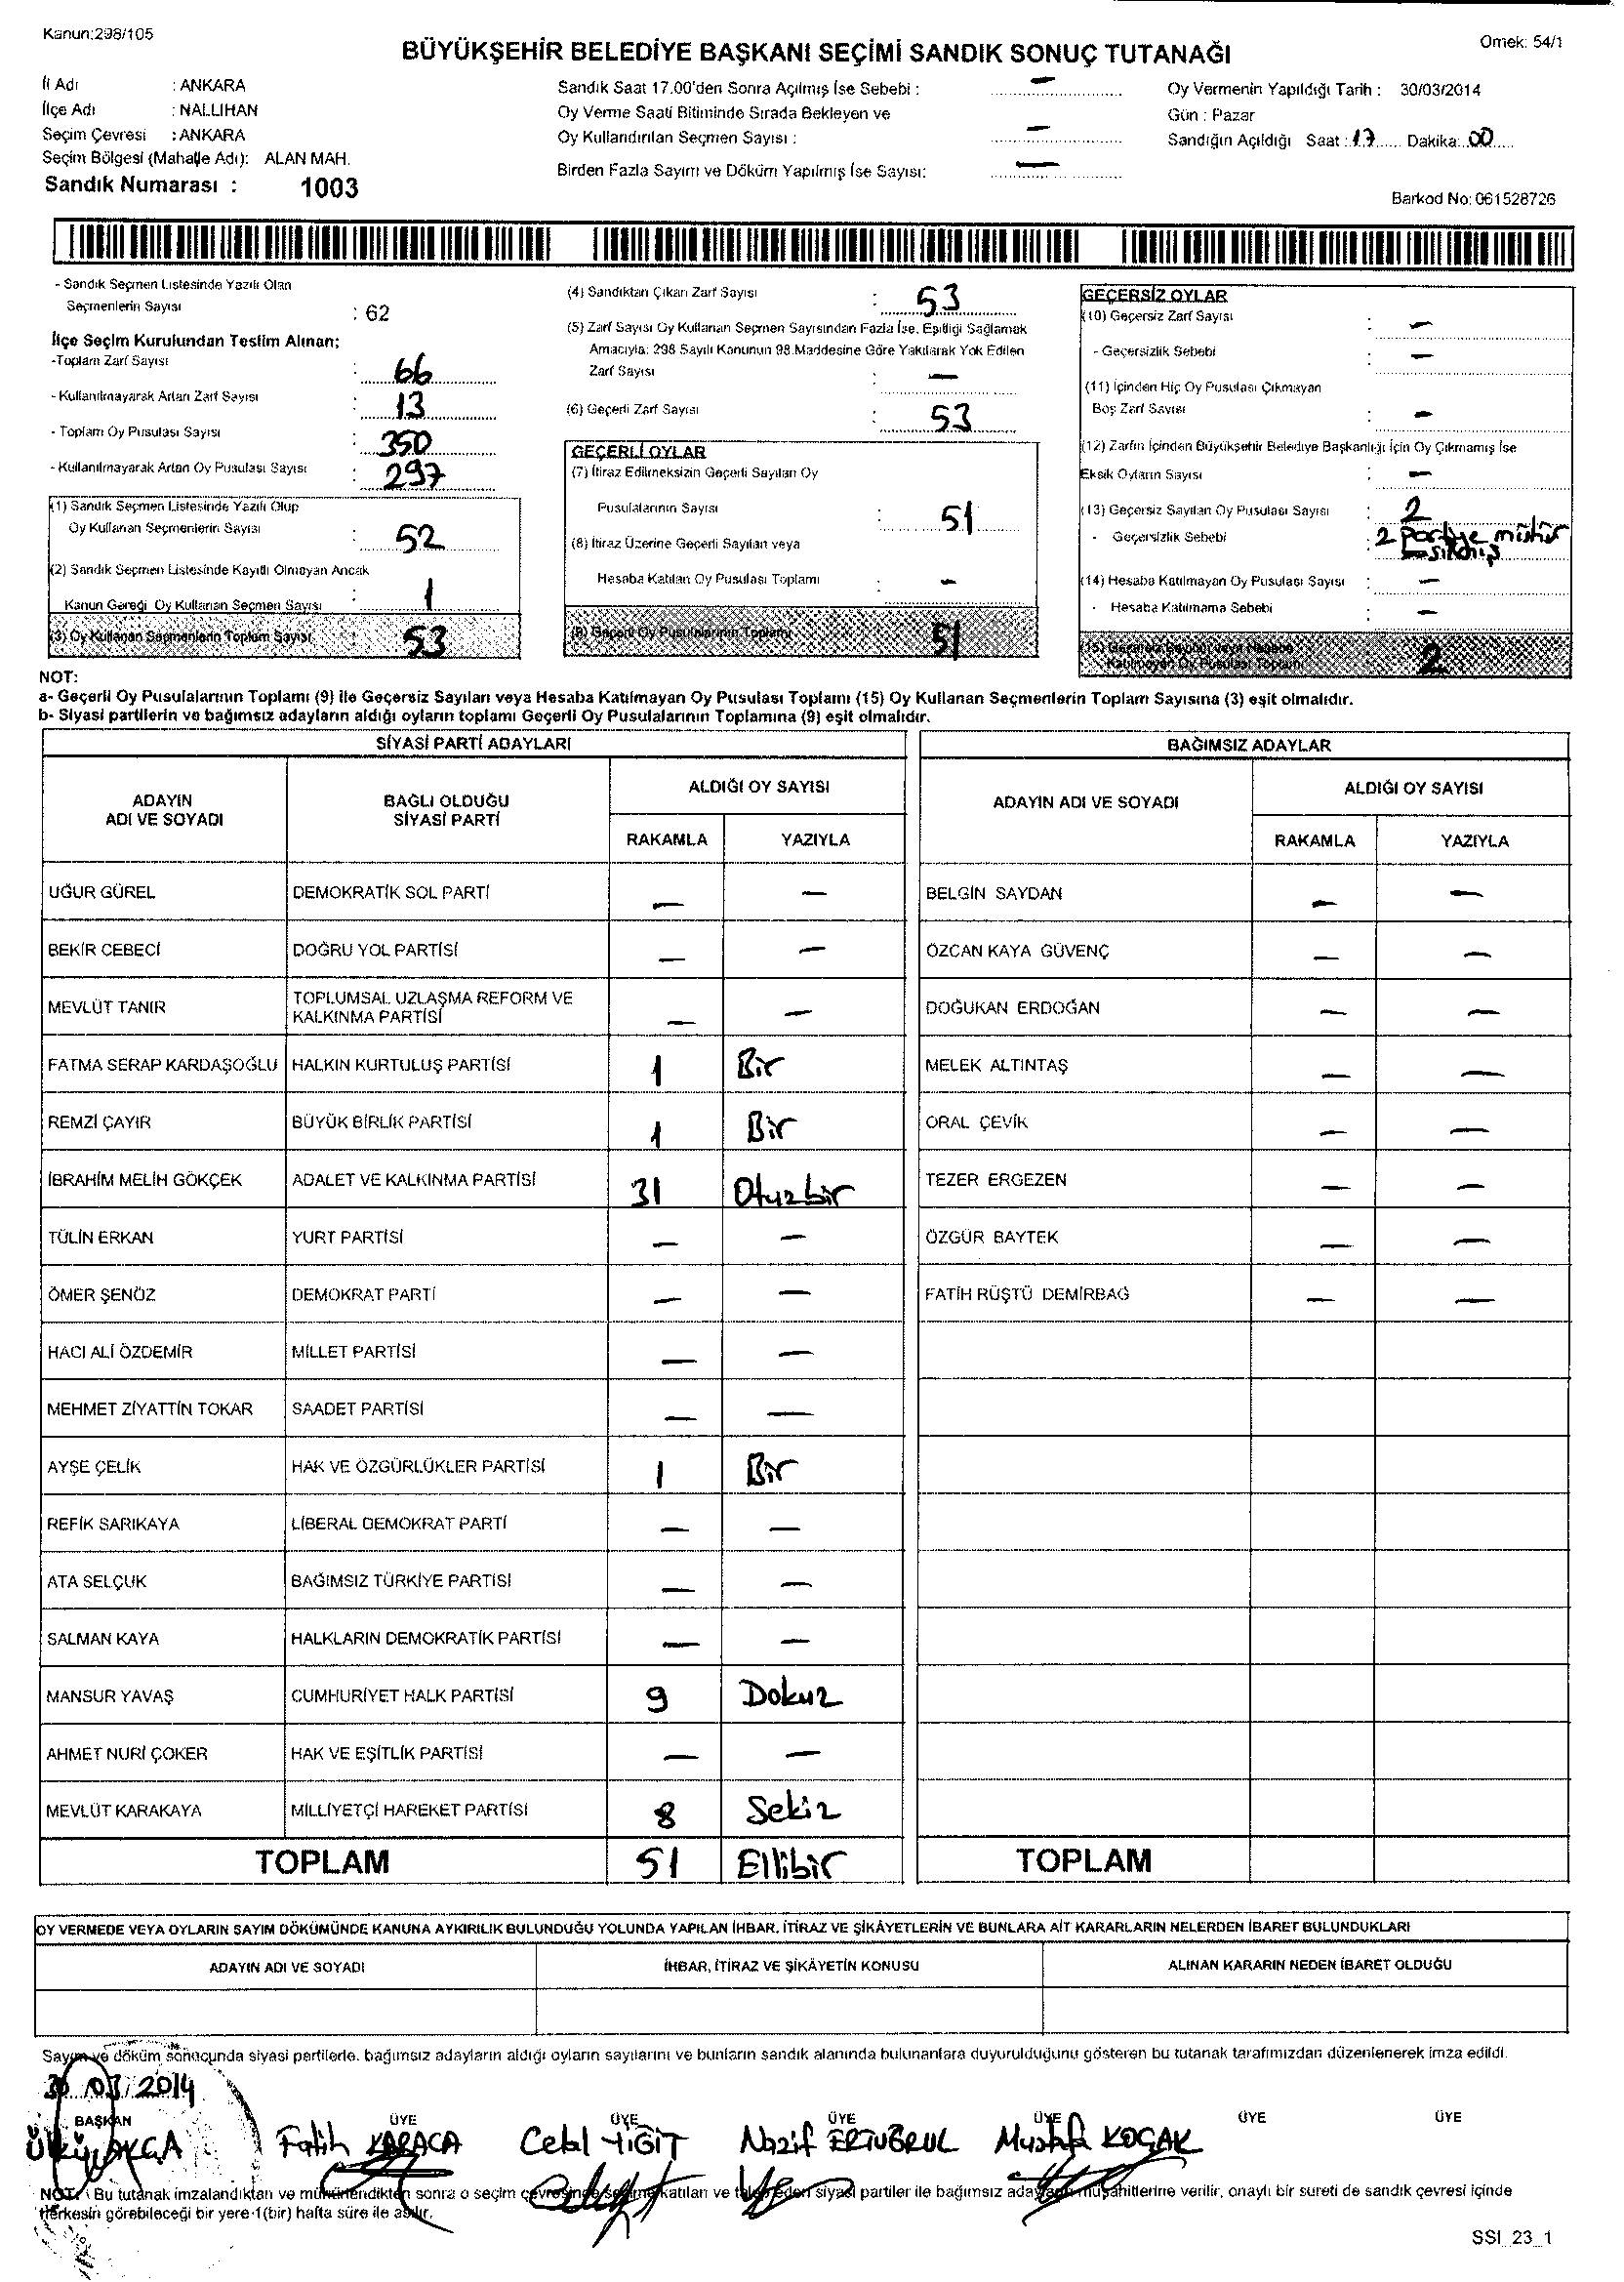 Kanun:298/105
BÜYÜKŞEHİR BELEDİYE BAŞKANI SEÇİMİ SANDIK SONUÇ TUTANAĞI
Örnek: 54/1
İl Adı : ANKARA
İlçe Adı : NALLIHAN
Seçim Çevresi : ANKARA
Seçim Bölgesi (Mahalle Adı): ALAN MAH.
Sandık Numarası : 1003
Sandık Saat 17.00'den Sonra Açılmış İse Sebebi : —
Oy Verme Saati Bitiminde Sırada Bekleyen ve
Oy Kullandırılan Seçmen Sayısı : —
Birden Fazla Sayım ve Döküm Yapılmış İse Sayısı: —
Oy Vermenin Yapıldığı Tarih : 30/03/2014
Gün : Pazar
Sandığın Açıldığı Saat : 17 Dakika: 00
Barkod No: 061528726
- Sandık Seçmen Listesinde Yazılı Olan
Seçmenlerin Sayısı : 62
İlçe Seçim Kurulundan Teslim Alınan:
-Toplam Zarf Sayısı : 66
- Kullanılmayarak Artan Zarf Sayısı : 13
- Toplam Oy Pusulası Sayısı : 350
- Kullanılmayarak Artan Oy Pusulası Sayısı : 297
(1) Sandık Seçmen Listesinde Yazılı Olup
Oy Kullanan Seçmenlerin Sayısı : 52
(2) Sandık Seçmen Listesinde Kayıtlı Olmayan Ancak
Kanun Gereği Oy Kullanan Seçmen Sayısı : 1
(3) Oy Kullanan Seçmenlerin Toplam Sayısı : 53
(4) Sandıktan Çıkan Zarf Sayısı : 53
(5) Zarf Sayısı Oy Kullanan Seçmen Sayısından Fazla İse, Eşitliği Sağlamak
Amacıyla; 298 Sayılı Kanunun 98.Maddesine Göre Yakılarak Yok Edilen
Zarf Sayısı : —
(6) Geçerli Zarf Sayısı : 53
GEÇERLİ OYLAR
(7) İtiraz Edilmeksizin Geçerli Sayılan Oy
Pusulalarının Sayısı : 51
(8) İtiraz Üzerine Geçerli Sayılan veya
Hesaba Katılan Oy Pusulası Toplamı : —
(9) Geçerli Oy Pusulalarının Toplamı 51
GEÇERSİZ OYLAR
(10) Geçersiz Zarf Sayısı : —
- Geçersizlik Sebebi : —
(11) İçinden Hiç Oy Pusulası Çıkmayan
Boş Zarf Sayısı : —
(12) Zarfın İçinden Büyükşehir Belediye Başkanlığı İçin Oy Çıkmamış İse
Eksik Oyların Sayısı : —
(13) Geçersiz Sayılan Oy Pusulası Sayısı : 2
- Geçersizlik Sebebi : 2 partiye mühür
(14) Hesaba Katılmayan Oy Pusulası Sayısı : —
- Hesaba Katılmama Sebebi : —
(15) Geçersiz Sayılan veya Hesaba
Katılmayan Oy Pusulası Toplamı 2
NOT:
a- Geçerli Oy Pusulalarının Toplamı (9) ile Geçersiz Sayılan veya Hesaba Katılmayan Oy Pusulası Toplamı (15) Oy Kullanan Seçmenlerin Toplam Sayısına (3) eşit olmalıdır.
b- Siyasi partilerin ve bağımsız adayların aldığı oyların toplamı Geçerli Oy Pusulalarının Toplamına (9) eşit olmalıdır.
SİYASİ PARTİ ADAYLARI
ADAYIN ADI VE SOYADI BAĞLI OLDUĞU SİYASİ PARTİ ALDIĞI OY SAYISI
RAKAMLA YAZIYLA
UĞUR GÜREL DEMOKRATİK SOL PARTİ — —
BEKİR CEBECİ DOĞRU YOL PARTİSİ — —
MEVLÜT TANIR TOPLUMSAL UZLAŞMA REFORM VE KALKINMA PARTİSİ — —
FATMA SERAP KARDAŞOĞLU HALKIN KURTULUŞ PARTİSİ 1 Bir
REMZİ ÇAYIR BÜYÜK BİRLİK PARTİSİ 1 Bir
İBRAHİM MELİH GÖKÇEK ADALET VE KALKINMA PARTİSİ 31 Otuzbir
TÜLİN ERKAN YURT PARTİSİ — —
ÖMER ŞENÖZ DEMOKRAT PARTİ — —
HACI ALİ ÖZDEMİR MİLLET PARTİSİ — —
MEHMET ZİYATTİN TOKAR SAADET PARTİSİ — —
AYŞE ÇELİK HAK VE ÖZGÜRLÜKLER PARTİSİ 1 Bir
REFİK SARIKAYA LİBERAL DEMOKRAT PARTİ — —
ATA SELÇUK BAĞIMSIZ TÜRKİYE PARTİSİ — —
SALMAN KAYA HALKLARIN DEMOKRATİK PARTİSİ — —
MANSUR YAVAŞ CUMHURİYET HALK PARTİSİ 9 Dokuz
AHMET NURİ ÇOKER HAK VE EŞİTLİK PARTİSİ — —
MEVLÜT KARAKAYA MİLLİYETÇİ HAREKET PARTİSİ 8 Sekiz
TOPLAM 51 Ellibir
BAĞIMSIZ ADAYLAR
ADAYIN ADI VE SOYADI ALDIĞI OY SAYISI
RAKAMLA YAZIYLA
BELGİN SAYDAN — —
ÖZCAN KAYA GÜVENÇ — —
DOĞUKAN ERDOĞAN — —
MELEK ALTINTAŞ — —
ORAL ÇEVİK — —
TEZER ERGEZEN — —
ÖZGÜR BAYTEK — —
FATİH RÜŞTÜ DEMİRBAĞ — —
TOPLAM
OY VERMEDE VEYA OYLARIN SAYIM DÖKÜMÜNDE KANUNA AYKIRILIK BULUNDUĞU YOLUNDA YAPILAN İHBAR, İTİRAZ VE ŞİKÂYETLERİN VE BUNLARA AİT KARARLARIN NELERDEN İBARET BULUNDUKLARI
ADAYIN ADI VE SOYADI İHBAR, İTİRAZ VE ŞİKÂYETİN KONUSU ALINAN KARARIN NEDEN İBARET OLDUĞU
Sayım ve döküm sonucunda siyasi partilerle, bağımsız adayların aldığı oyların sayılarını ve bunların sandık alanında bulunanlara duyurulduğunu gösteren bu tutanak tarafımızdan düzenlenerek imza edildi.
30/03/2014
BAŞKAN ÜYE ÜYE ÜYE ÜYE ÜYE ÜYE
Ülkü AKÇA Fatih KARACA Celal YİĞİT Nazif ERTUĞRUL Mustafa KOÇAK
NOT: Bu tutanak imzalandıktan ve mühürlendikten sonra o seçim çevresinde seçime katılan ve talep eden siyasi partiler ile bağımsız adayların müşahitlerine verilir, onaylı bir sureti de sandık çevresi içinde
herkesin görebileceği bir yere 1(bir) hafta süre ile asılır.
SSI_23_1